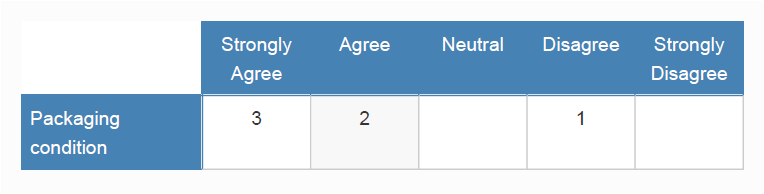 Strongly Agree Agree Neutral Disagree Strongly Disagree
Packaging condition 3 2 1